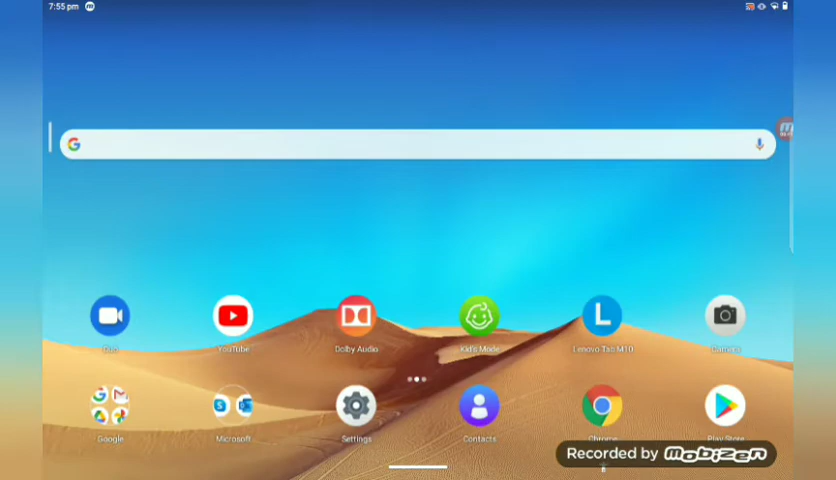 7:55 pm
Duo
YouTube
Dolby Audio
Kid's Mode
Lenovo Tab M10
Camera
Google
Microsoft
Settings
Contacts
Chrome
Play Store
Recorded by Mobizen